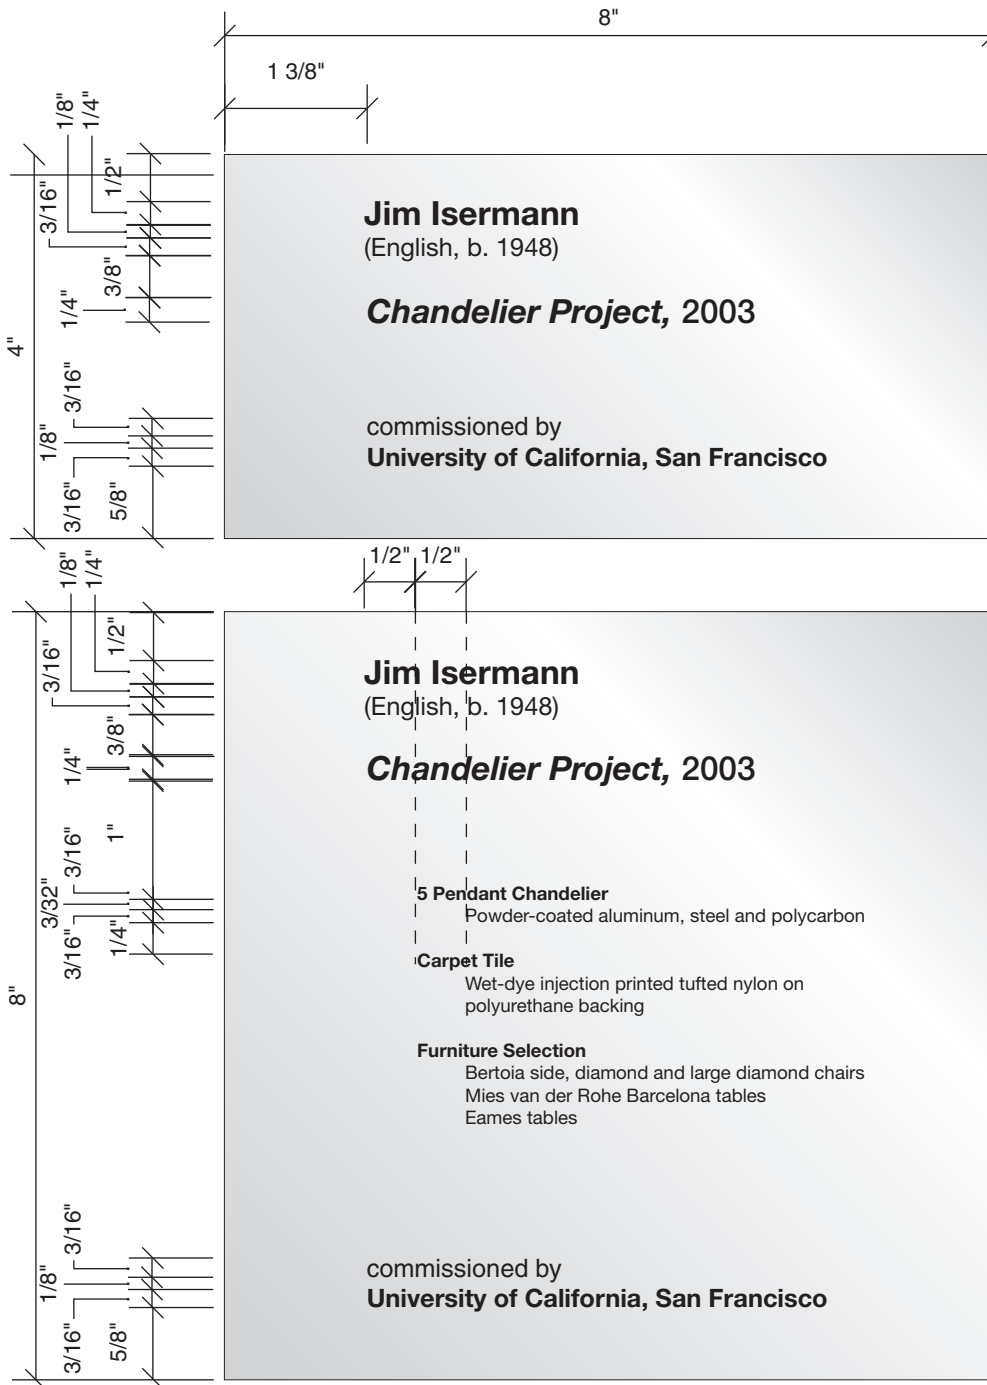 8"
1 3/8"
1/8"
1/4"
1/2"
3/16"
3/8"
1/4"
4"
3/16"
1/8"
3/16"
5/8"
Jim Isermann
(English, b. 1948)
Chandelier Project, 2003
commissioned by
University of California, San Francisco
1/2" 1/2"
1/8"
1/4"
1/2"
3/16"
3/8"
1/4"
1"
3/16"
3/32"
3/16"
1/4"
8"
3/16"
1/8"
3/16"
5/8"
Jim Isermann
(English, b. 1948)
Chandelier Project, 2003
5 Pendant Chandelier
Powder-coated aluminum, steel and polycarbon
Carpet Tile
Wet-dye injection printed tufted nylon on
polyurethane backing
Furniture Selection
Bertoia side, diamond and large diamond chairs
Mies van der Rohe Barcelona tables
Eames tables
commissioned by
University of California, San Francisco